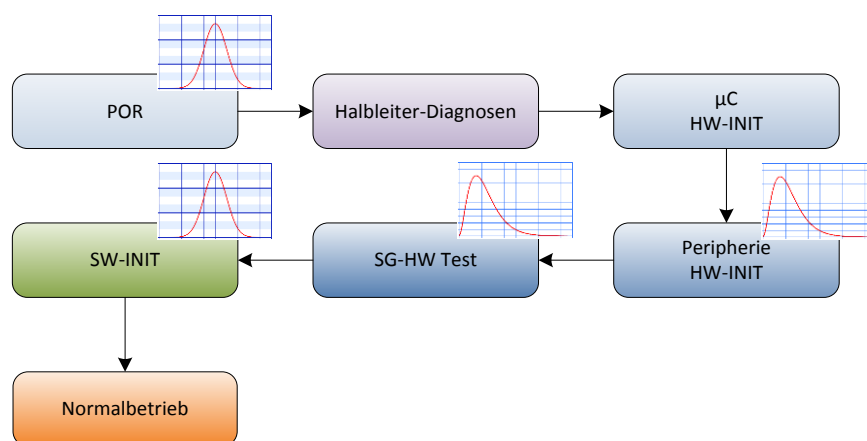 POR
Halbleiter-Diagnosen
µC
HW-INIT
Peripherie
HW-INIT
SG-HW Test
SW-INIT
Normalbetrieb